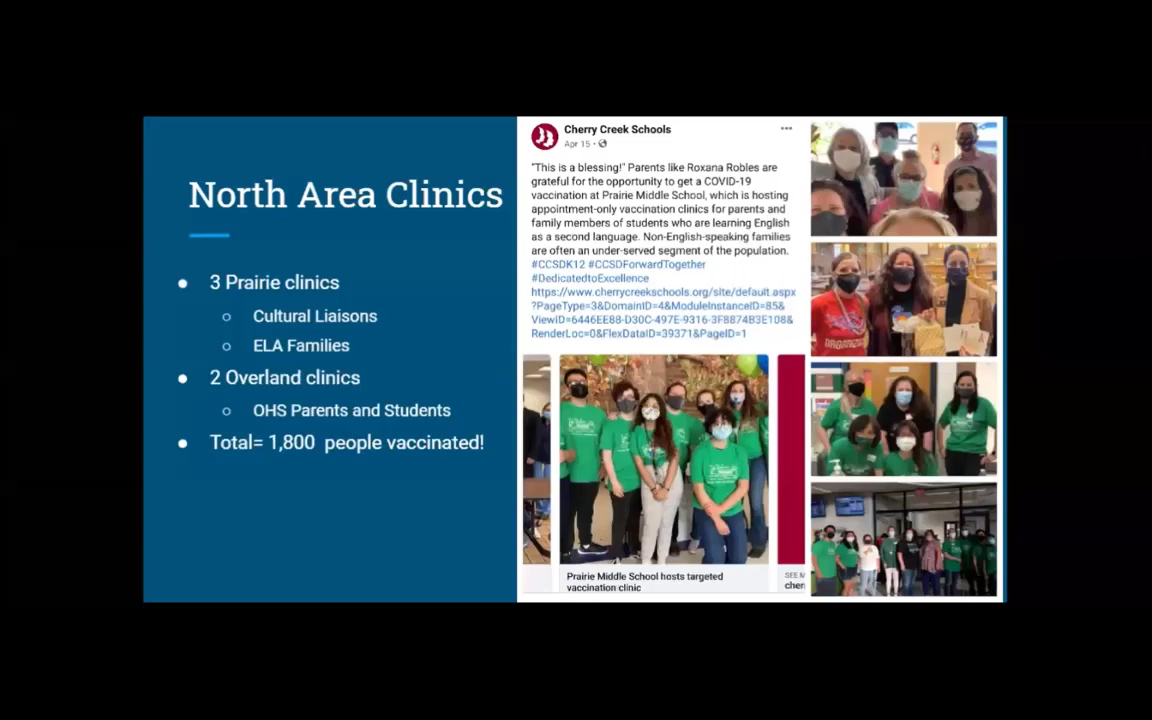 North Area Clinics
● 3 Prairie clinics
○ Cultural Liaisons
○ ELA Families
● 2 Overland clinics
○ OHS Parents and Students
● Total= 1,800 people vaccinated!
Cherry Creek Schools
Apr 15 ·
"This is a blessing!" Parents like Roxana Robles are
grateful for the opportunity to get a COVID-19
vaccination at Prairie Middle School, which is hosting
appointment-only vaccination clinics for parents and
family members of students who are learning English
as a second language. Non-English-speaking families
are often an under-served segment of the population.
#CCSDK12 #CCSDForwardTogether
#DedicatedtoExcellence
https://www.cherrycreekschools.org/site/default.aspx
?PageType=3&DomainID=4&ModuleInstanceID=85&
ViewID=6446EE88-D30C-497E-9316-3F8874B3E108&
RenderLoc=0&FlexDataID=39371&PageID=1
Prairie Middle School hosts targeted
vaccination clinic
SEE M
cherr